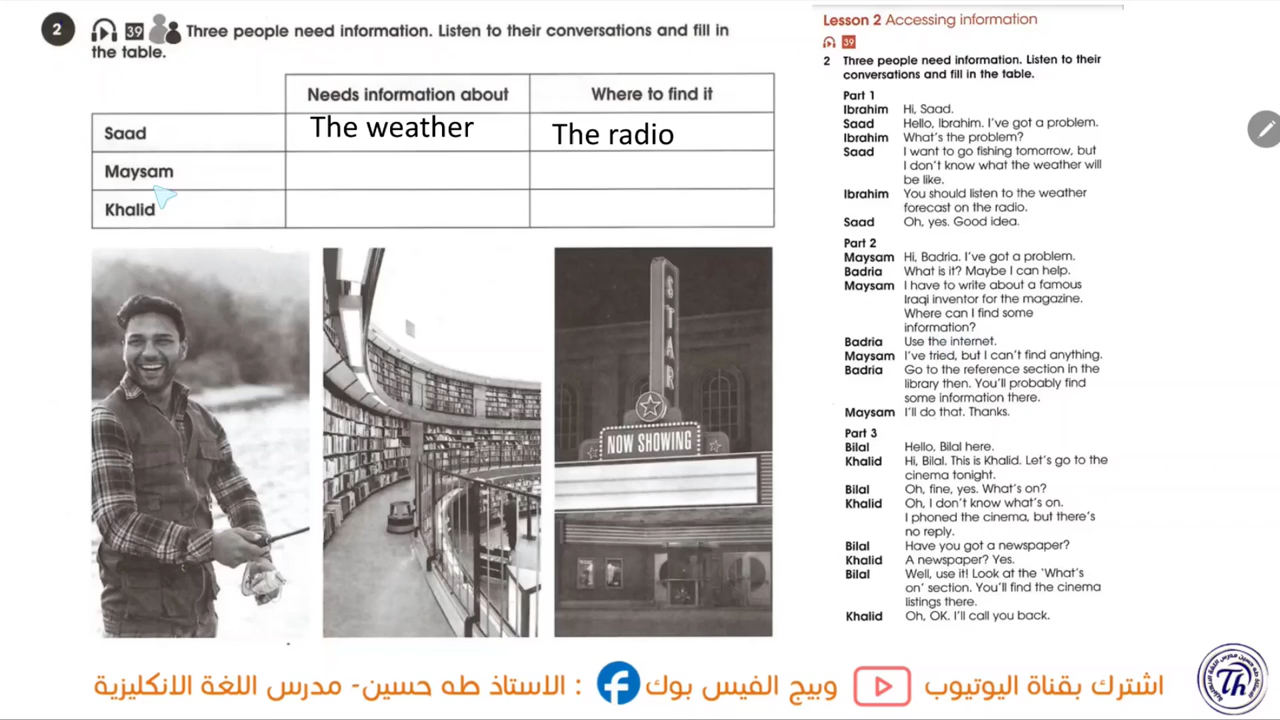 2 39 Three people need information. Listen to their conversations and fill in
the table.
Needs information about Where to find it
Saad The weather The radio
Maysam
Khalid
STAR
NOW SHOWING
Lesson 2 Accessing information
39
2 Three people need information. Listen to their
conversations and fill in the table.
Part 1
Ibrahim Hi, Saad.
Saad Hello, Ibrahim. I've got a problem.
Ibrahim What's the problem?
Saad I want to go fishing tomorrow, but
I don't know what the weather will
be like.
Ibrahim You should listen to the weather
forecast on the radio.
Saad Oh, yes. Good idea.
Part 2
Maysam Hi, Badria. I've got a problem.
Badria What is it? Maybe I can help.
Maysam I have to write about a famous
Iraqi inventor for the magazine.
Where can I find some
information?
Badria Use the internet.
Maysam I've tried, but I can't find anything.
Badria Go to the reference section in the
library then. You'll probably find
some information there.
Maysam I'll do that. Thanks.
Part 3
Bilal Hello, Bilal here.
Khalid Hi, Bilal. This is Khalid. Let's go to the
cinema tonight.
Bilal Oh, fine, yes. What's on?
Khalid Oh, I don't know what's on.
I phoned the cinema, but there's
no reply.
Bilal Have you got a newspaper?
Khalid A newspaper? Yes.
Bilal Well, use it! Look at the 'What's
on' section. You'll find the cinema
listings there.
Khalid Oh, OK. I'll call you back.
اشترك بقناة اليوتيوب وبيج الفيس بوك : الاستاذ طه حسين- مدرس اللغة الانكليزية
Th